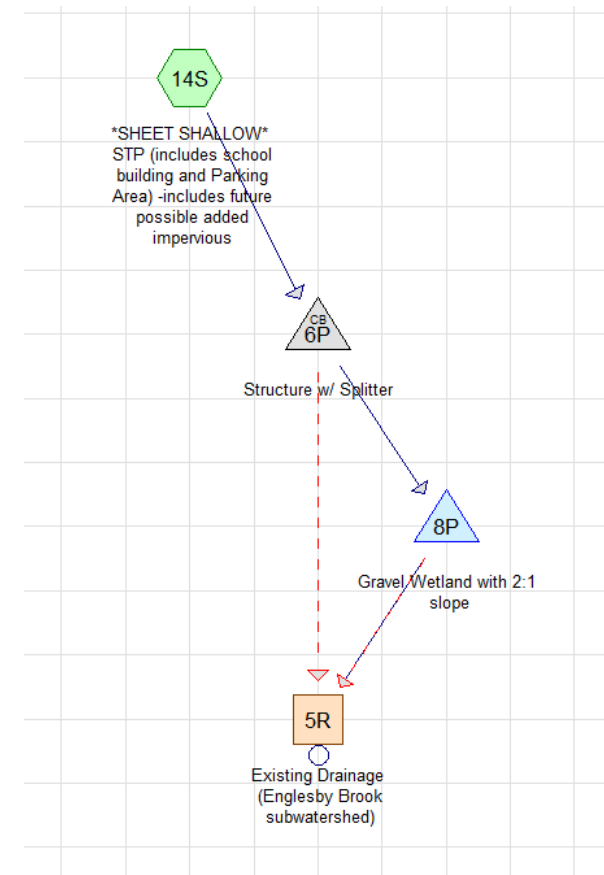 14S
*SHEET SHALLOW*
STP (includes school
building and Parking
Area) -includes future
possible added
impervious
CB
6P
Structure w/ Splitter
8P
Gravel Wetland with 2:1
slope
5R
Existing Drainage
(Englesby Brook
subwatershed)